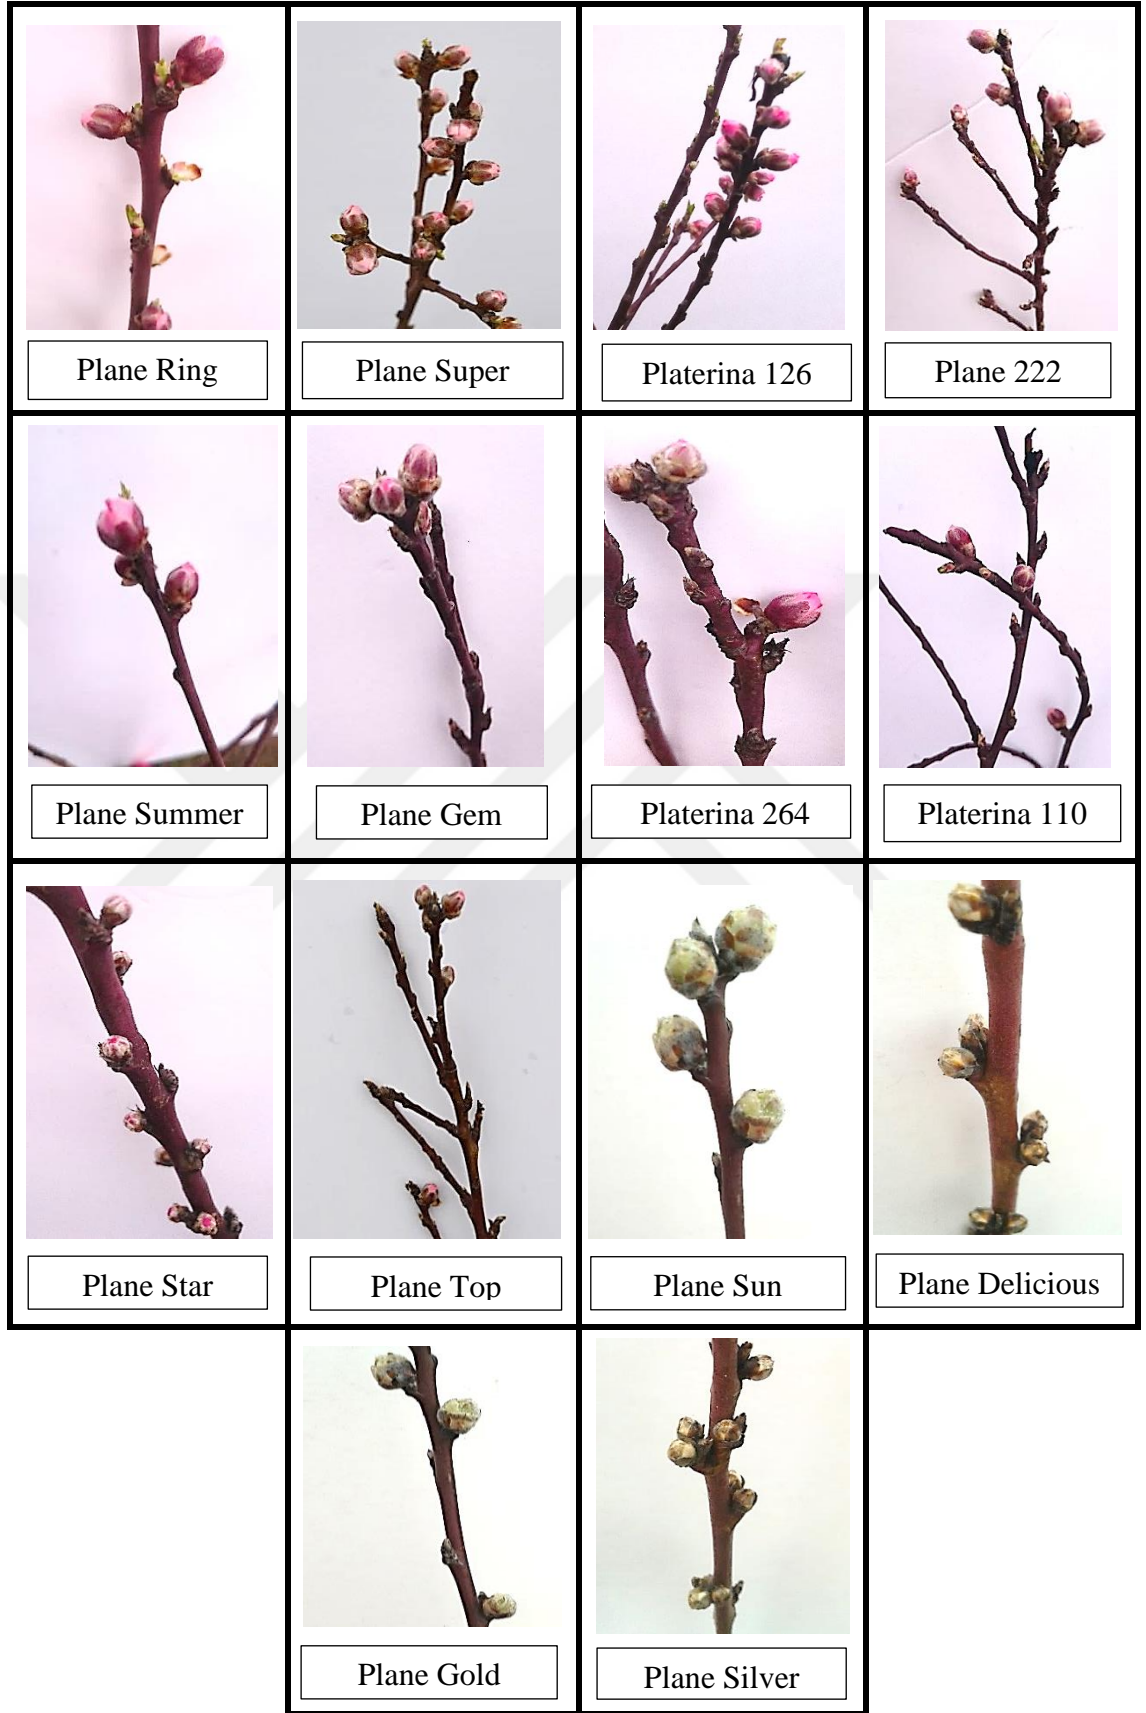 Plane Ring
Plane Super
Platerina 126
Plane 222
Plane Summer
Plane Gem
Platerina 264
Platerina 110
Plane Star
Plane Top
Plane Sun
Plane Delicious
Plane Gold
Plane Silver